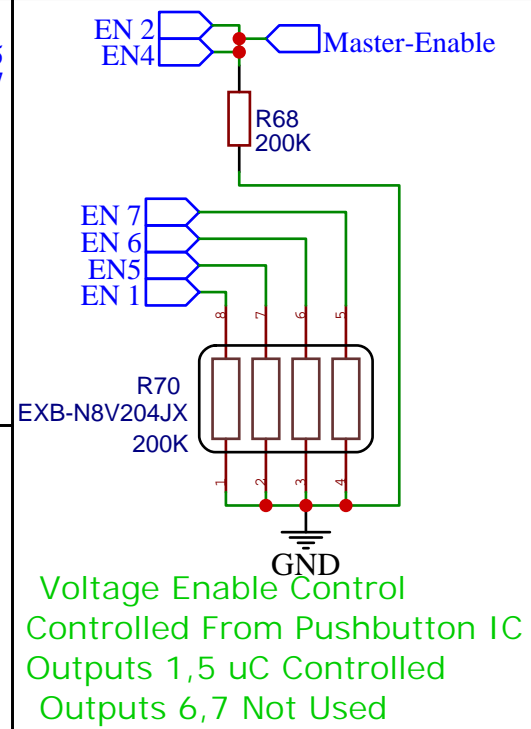 EN 2
EN4
Master-Enable
R68
200K
EN 7
EN 6
EN5
EN 1
8 7 6 5
R70
EXB-N8V204JX
200K
1 2 3 4
GND
Voltage Enable Control
Controlled From Pushbutton IC
Outputs 1,5 uC Controlled
Outputs 6,7 Not Used